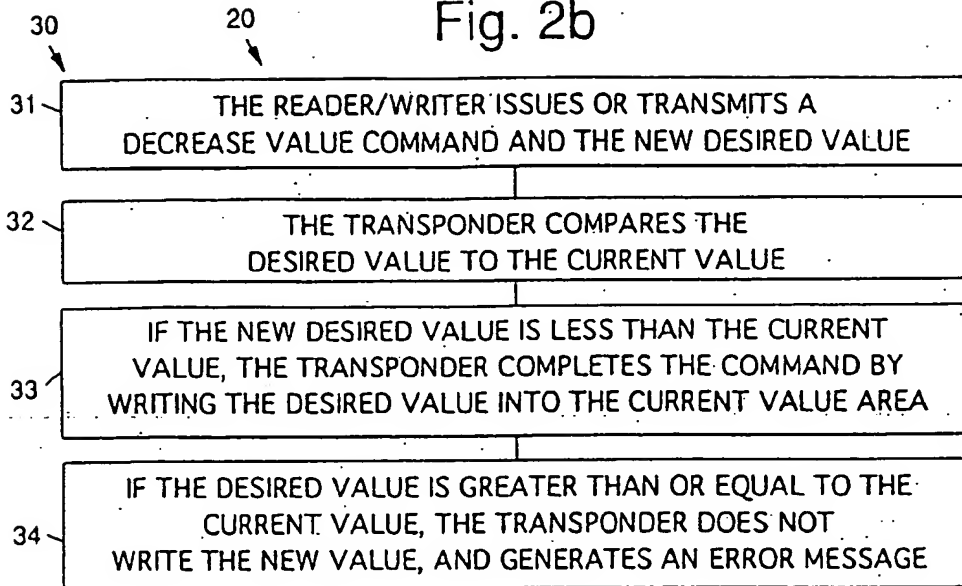 Fig. 2b
30
20
31
THE READER/WRITER ISSUES OR TRANSMITS A
DECREASE VALUE COMMAND AND THE NEW DESIRED VALUE
32
THE TRANSPONDER COMPARES THE
DESIRED VALUE TO THE CURRENT VALUE
33
IF THE NEW DESIRED VALUE IS LESS THAN THE CURRENT
VALUE, THE TRANSPONDER COMPLETES THE COMMAND BY
WRITING THE DESIRED VALUE INTO THE CURRENT VALUE AREA
34
IF THE DESIRED VALUE IS GREATER THAN OR EQUAL TO THE
CURRENT VALUE, THE TRANSPONDER DOES NOT
WRITE THE NEW VALUE, AND GENERATES AN ERROR MESSAGE